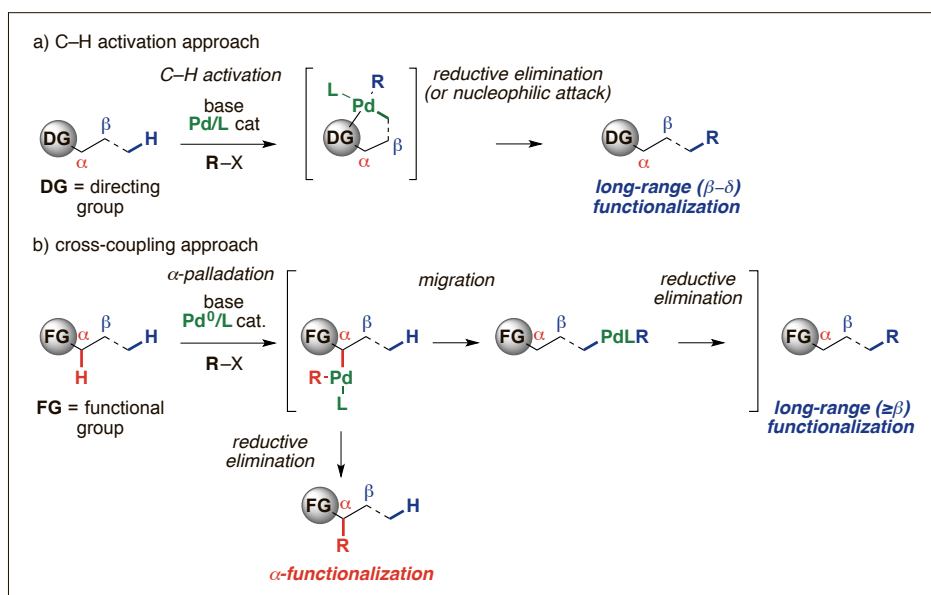 a) C–H activation approach
C–H activation
base
Pd/L cat
R–X
DG
α
β
H
DG = directing
group
L
R
Pd
DG
α
β
reductive elimination
(or nucleophilic attack)
DG
α
β
R
long-range (β–δ)
functionalization
b) cross-coupling approach
α-palladation
base
Pd⁰/L cat.
R–X
FG
α
β
H
H
FG = functional
group
FG
α
β
H
R-Pd
L
migration
FG
α
β
PdLR
reductive
elimination
FG
α
β
R
long-range (≥β)
functionalization
reductive
elimination
FG
α
β
H
R
α-functionalization